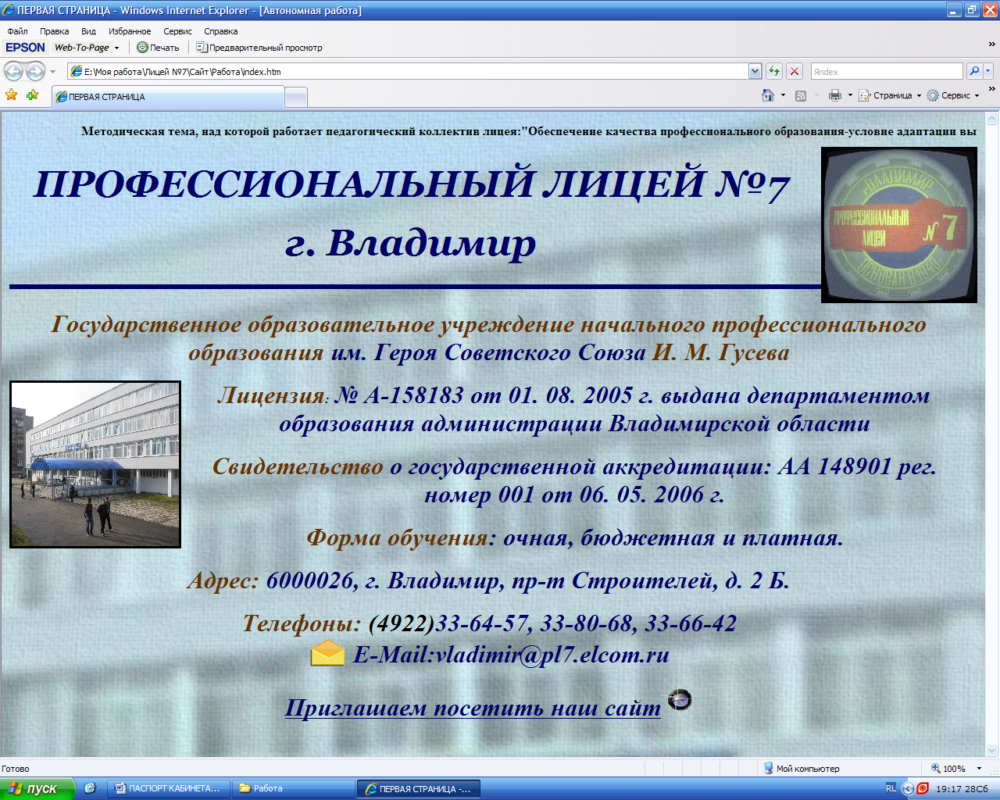 ПЕРВАЯ СТРАНИЦА - Windows Internet Explorer - [Автономная работа]
Файл Правка Вид Избранное Сервис Справка
EPSON Web-To-Page Печать Предварительный просмотр
E:\Моя работа\Лицей №7\Сайт\Работа\index.htm Яndex
ПЕРВАЯ СТРАНИЦА Страница Сервис
Методическая тема, над которой работает педагогический коллектив лицея:"Обеспечение качества профессионального образования-условие адаптации вы
ПРОФЕССИОНАЛЬНЫЙ ЛИЦЕЙ №7
г. Владимир
г.ВЛАДИМИР
ПРОФЕССИОНАЛЬНЫЙ
ЛИЦЕЙ N 7
ОСНОВАН В 1940г.
Государственное образовательное учреждение начального профессионального
образования им. Героя Советского Союза И. М. Гусева
Лицензия: № А-158183 от 01. 08. 2005 г. выдана департаментом
образования администрации Владимирской области
Свидетельство о государственной аккредитации: АА 148901 рег.
номер 001 от 06. 05. 2006 г.
Форма обучения: очная, бюджетная и платная.
Адрес: 6000026, г. Владимир, пр-т Строителей, д. 2 Б.
Телефоны: (4922)33-64-57, 33-80-68, 33-66-42
E-Mail:vladimir@pl7.elcom.ru
Приглашаем посетить наш сайт
Готово Мой компьютер 100%
пуск ПАСПОРТ КАБИНЕТА... Работа ПЕРВАЯ СТРАНИЦА -... RU 19:17 28Сб